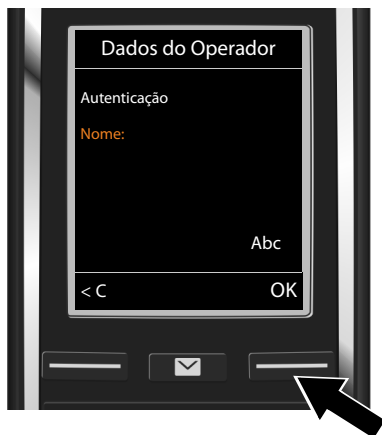 Dados do Operador
Autenticação
Nome:
Abc
< C
OK